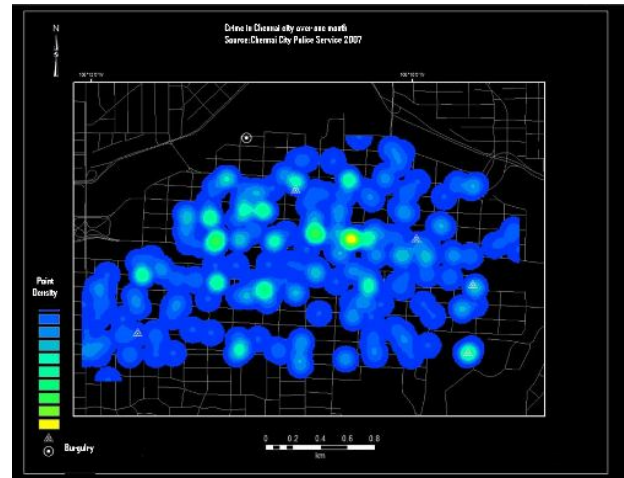 Crime in Chennai city over one month
Source:Chennai City Police Service 2007
N
S
Point
Density
Burgulry
0 0.2 0.4 0.6 0.8
km